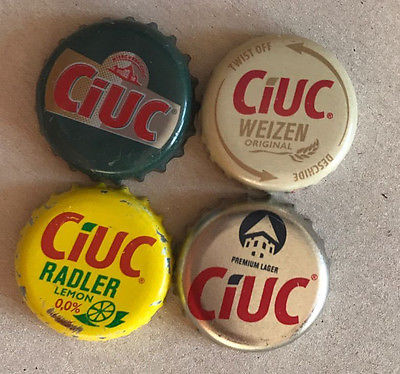 CIUC®
TWIST OFF
CIUC®
WEIZEN
ORIGINAL
DESCHIDE
CIUC®
RADLER
LEMON
0,0%
PREMIUM LAGER
CIUC®